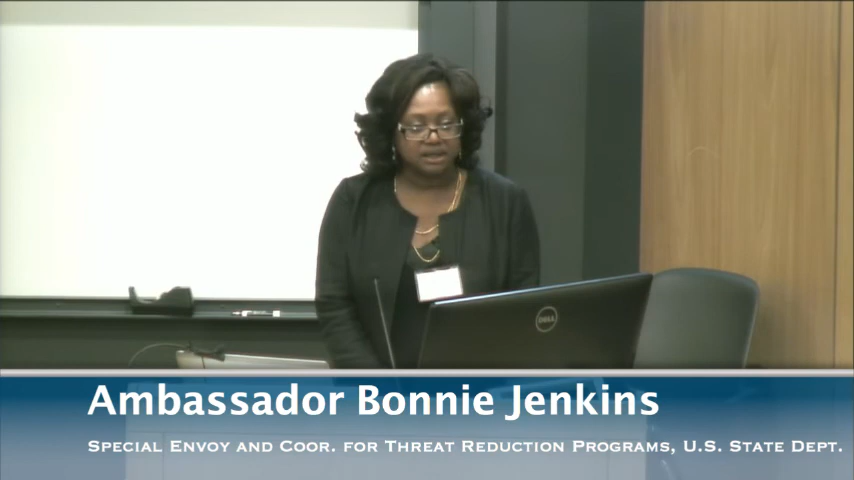 DELL
Ambassador Bonnie Jenkins
Special Envoy and Coor. for Threat Reduction Programs, U.S. State Dept.